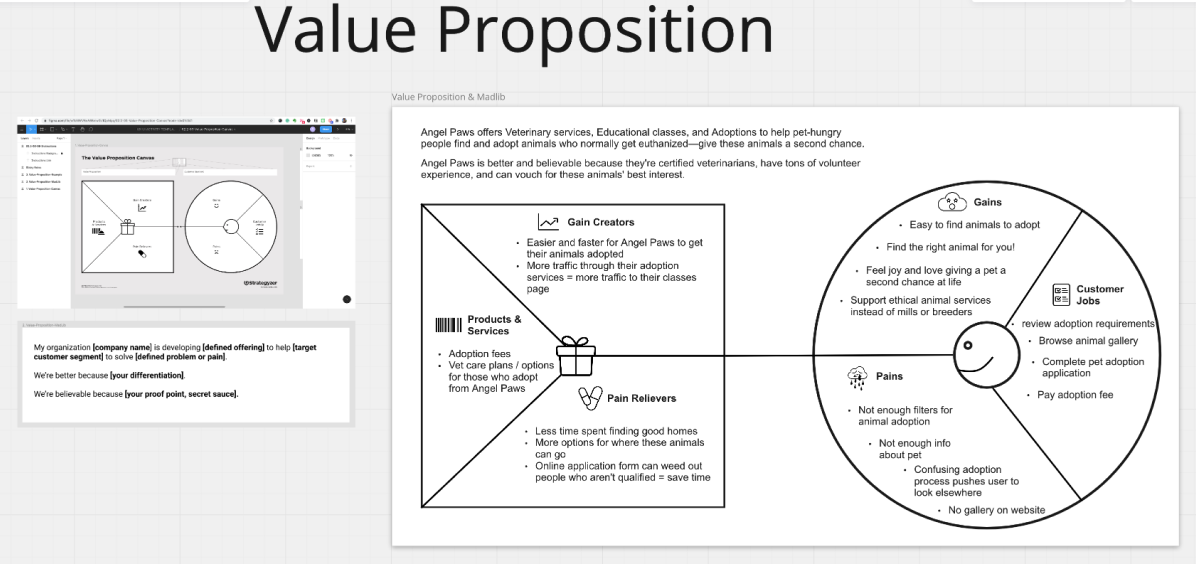 Value Proposition
Value Proposition & Madlib
The Value Proposition Canvas
Gain Creators
Products
Strategyzer
My organization [company name] is developing [defined offering] to help [target
customer segment] to solve [defined problem or pain].
We're better because [your differentiation].
We're believable because [your proof point, secret sauce].
Angel Paws offers Veterinary services, Educational classes, and Adoptions to help pet-hungry
people find and adopt animals who normally get euthanized—give these animals a second chance.
Angel Paws is better and believable because they're certified veterinarians, have tons of volunteer
experience, and can vouch for these animals' best interest.
Gain Creators
• Easier and faster for Angel Paws to get
their animals adopted
• More traffic through their adoption
services = more traffic to their classes
page
Products &
Services
• Adoption fees
• Vet care plans / options
for those who adopt
from Angel Paws
Pain Relievers
• Less time spent finding good homes
• More options for where these animals
can go
• Online application form can weed out
people who aren't qualified = save time
Gains
• Easy to find animals to adopt
• Find the right animal for you!
• Feel joy and love giving a pet a
second chance at life
• Support ethical animal services
instead of mills or breeders
Customer
Jobs
• review adoption requirements
• Browse animal gallery
• Complete pet adoption
application
• Pay adoption fee
Pains
• Not enough filters for
animal adoption
• Not enough info
about pet
• Confusing adoption
process pushes user to
look elsewhere
• No gallery on website